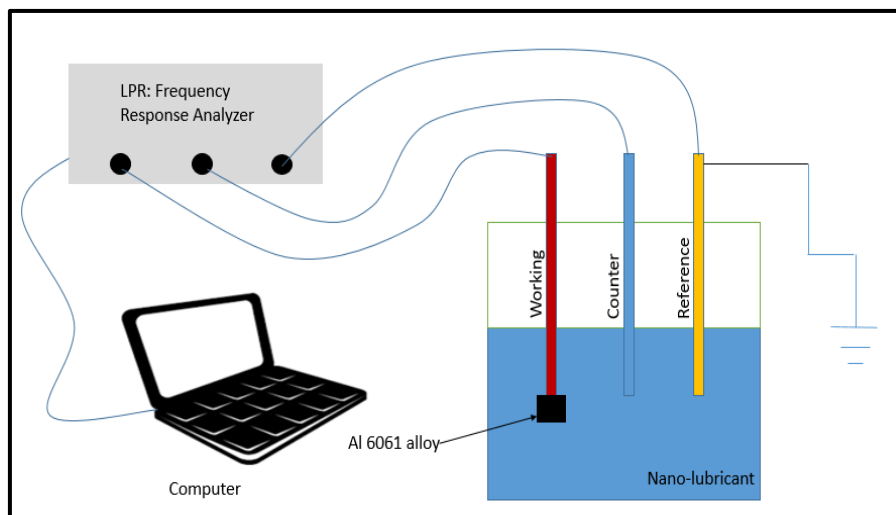 LPR: Frequency
Response Analyzer
Working
Counter
Reference
Al 6061 alloy
Nano-lubricant
Computer